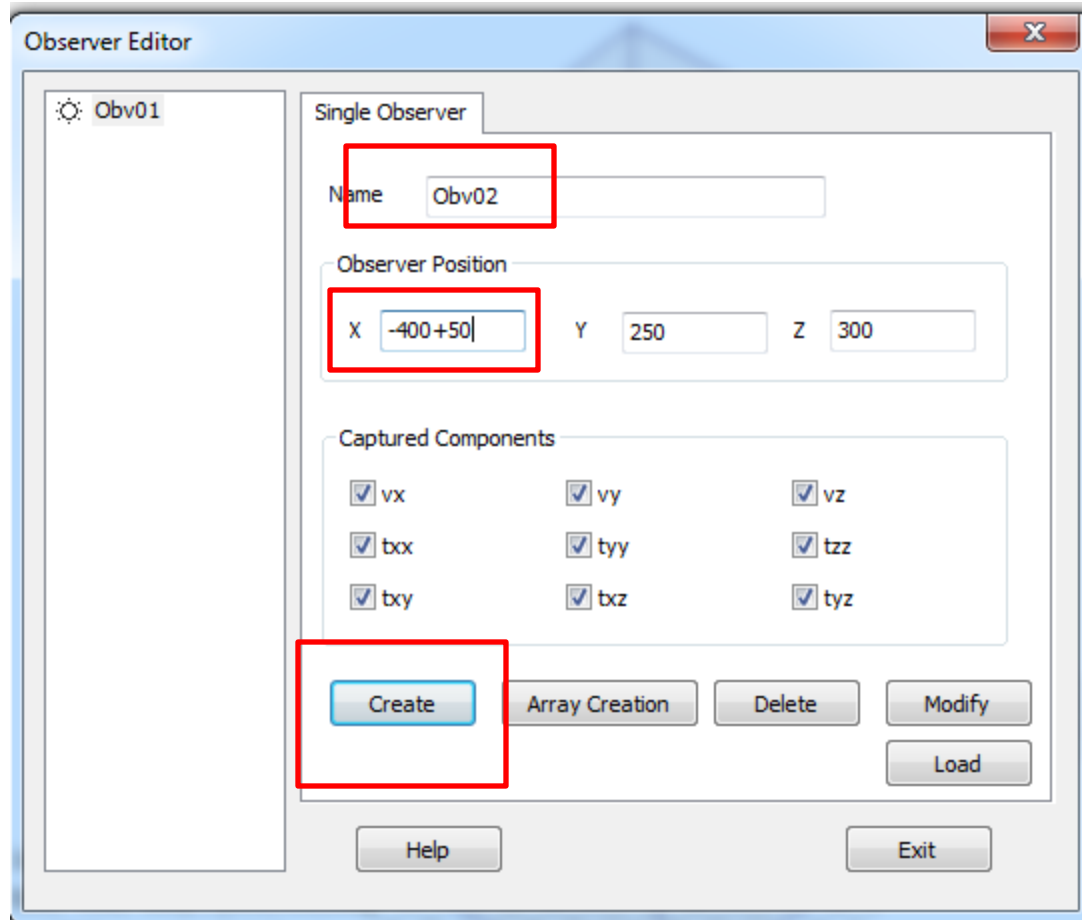 Observer Editor
Obv01
Single Observer
Name Obv02
Observer Position
X -400+50 Y 250 Z 300
Captured Components
vx vy vz
txx tyy tzz
txy txz tyz
Create Array Creation Delete Modify
Load
Help Exit